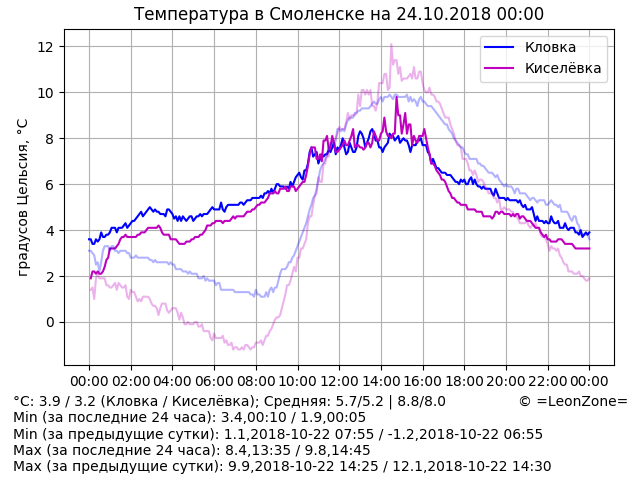 Температура в Смоленске на 24.10.2018 00:00
Кловка
Киселёвка
градусов Цельсия, °C
12
10
8
6
4
2
0
00:00 02:00 04:00 06:00 08:00 10:00 12:00 14:00 16:00 18:00 20:00 22:00 00:00
°C: 3.9 / 3.2 (Кловка / Киселёвка); Средняя: 5.7/5.2 | 8.8/8.0 © =LeonZone=
Min (за последние 24 часа): 3.4,00:10 / 1.9,00:05
Min (за предыдущие сутки): 1.1,2018-10-22 07:55 / -1.2,2018-10-22 06:55
Max (за последние 24 часа): 8.4,13:35 / 9.8,14:45
Max (за предыдущие сутки): 9.9,2018-10-22 14:25 / 12.1,2018-10-22 14:30